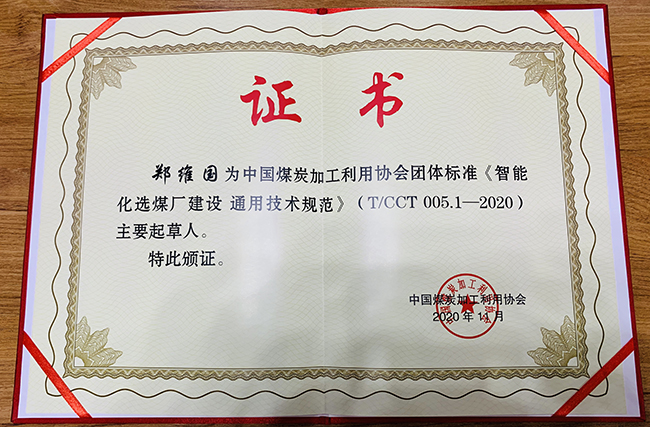 证书
郑维国为中国煤炭加工利用协会团体标准《智能
化选煤厂建设 通用技术规范》(T/CCT 005.1—2020)
主要起草人。
特此颁证。
中国煤炭加工利用协会
2020年11月